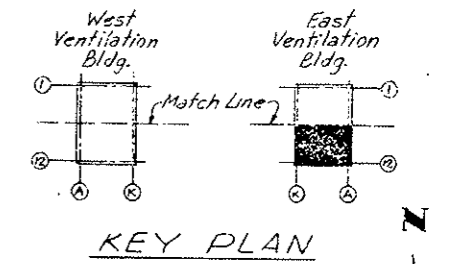 West
Ventilation
Bldg.
East
Ventilation
Bldg.
1
1
Match Line
12
12
A
K
K
A
N
KEY PLAN